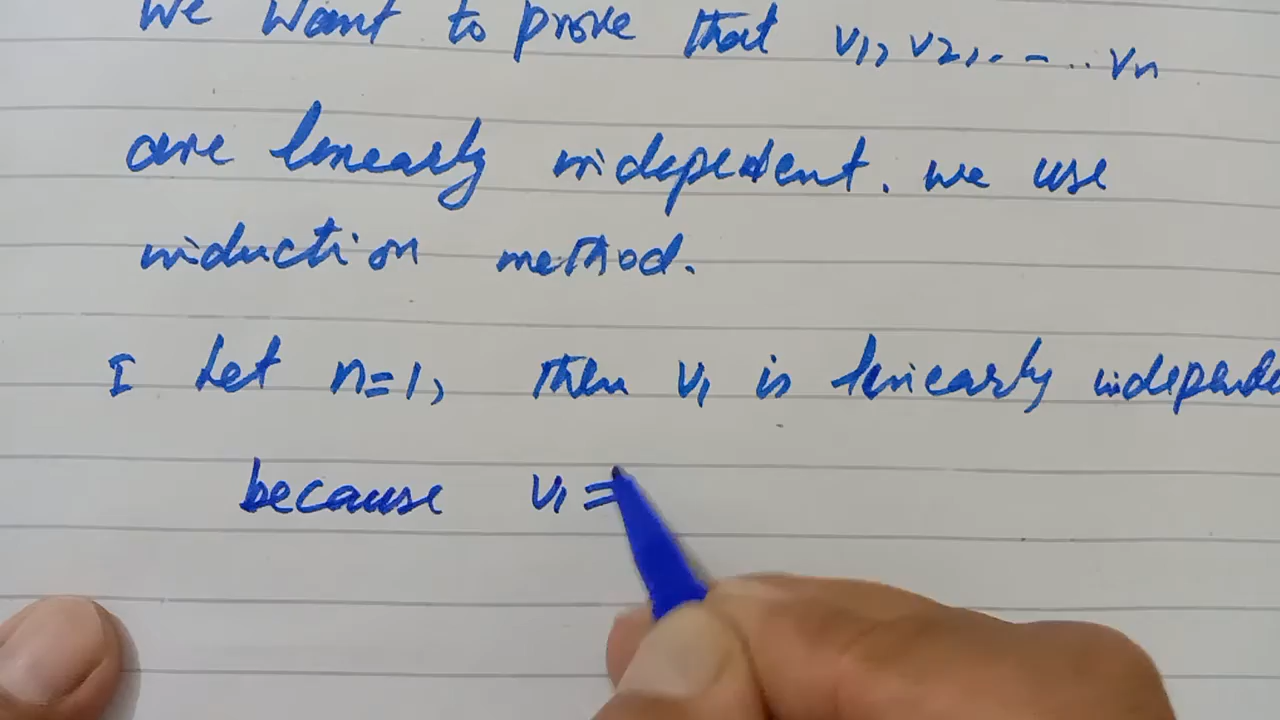 We want to prove that v1, v2, . - . . . vn
are linearly independent. we use
induction method.
I Let n=1, then v1 is linearly independe
because v1 =